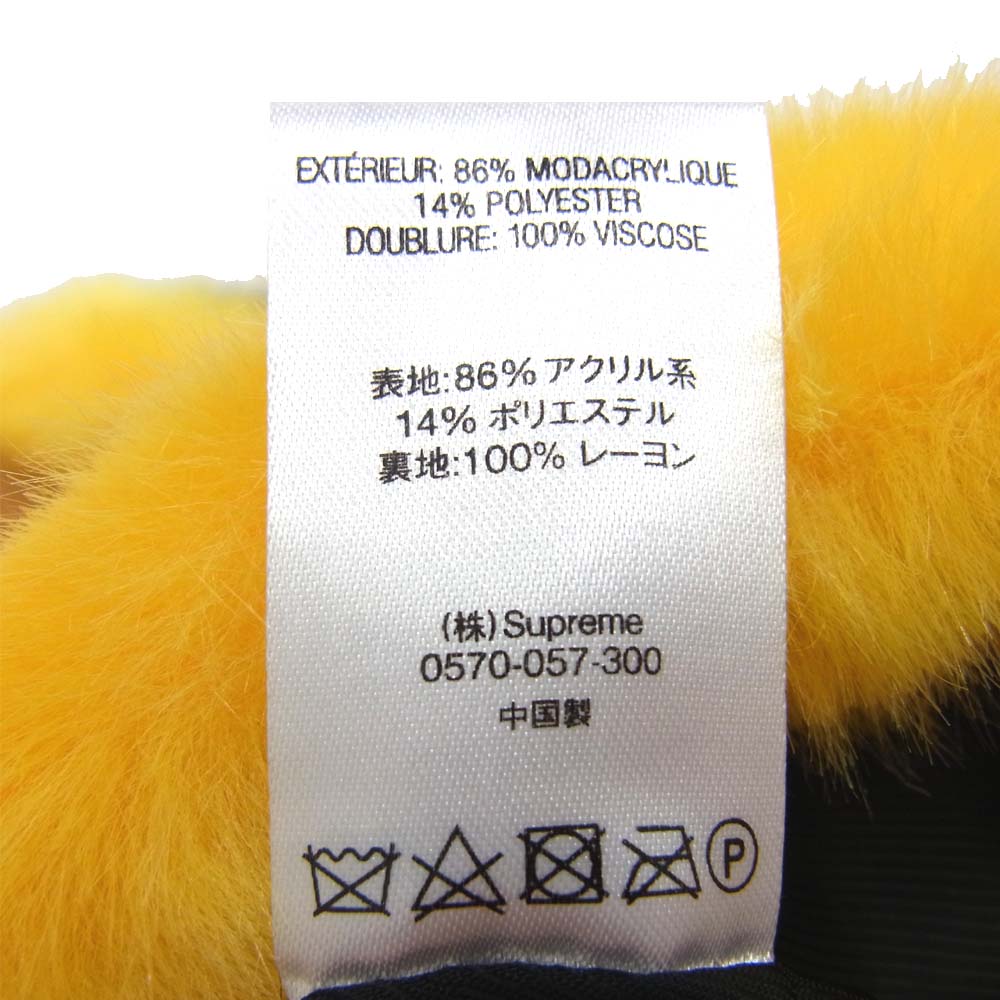 EXTÉRIEUR: 86% MODACRYLIQUE
14% POLYESTER
DOUBLURE: 100% VISCOSE
表地:86%アクリル系
14% ポリエステル
裏地:100% レーヨン
(株)Supreme
0570-057-300
中国製
P